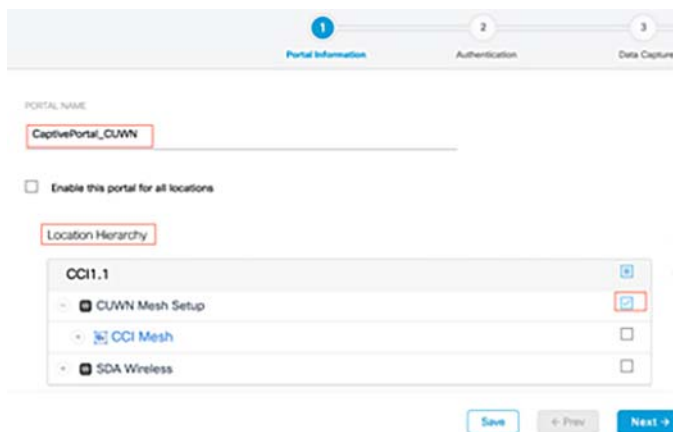 1
2
3
Portal Information
Authentication
Data Capture
PORTAL NAME
CaptivePortal_CUWN
Enable this portal for all locations
Location Hierarchy
CCI1.1
CUWN Mesh Setup
CCI Mesh
SDA Wireless
Save
← Prev
Next →